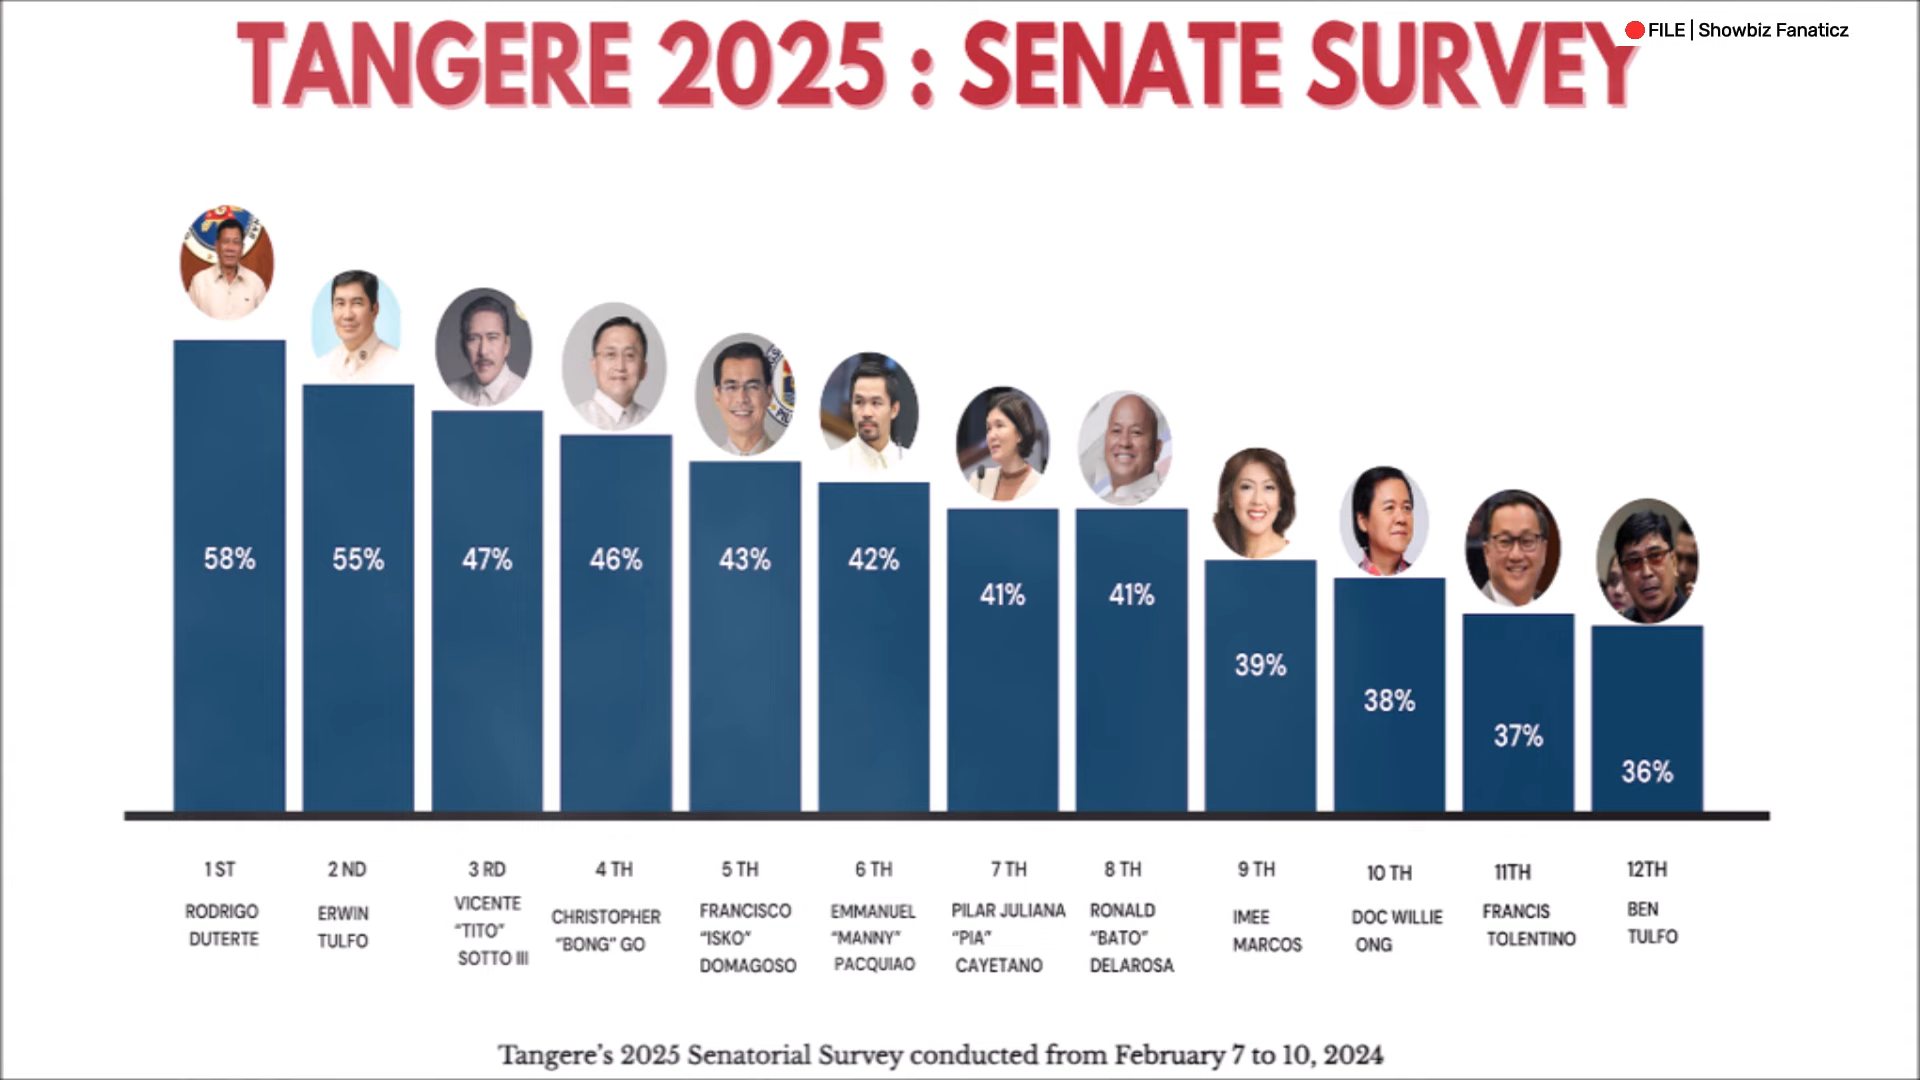 TANGERE 2025 : SENATE SURVEY
FILE | Showbiz Fanaticz
58%
55%
47%
46%
43%
42%
41%
41%
39%
38%
37%
36%
1 ST
RODRIGO
DUTERTE
2 ND
ERWIN
TULFO
3 RD
VICENTE
“TITO”
SOTTO III
4 TH
CHRISTOPHER
“BONG” GO
5 TH
FRANCISCO
“ISKO”
DOMAGOSO
6 TH
EMMANUEL
“MANNY”
PACQUIAO
7 TH
PILAR JULIANA
“PIA”
CAYETANO
8 TH
RONALD
“BATO”
DELAROSA
9 TH
IMEE
MARCOS
10 TH
DOC WILLIE
ONG
11TH
FRANCIS
TOLENTINO
12TH
BEN
TULFO
Tangere’s 2025 Senatorial Survey conducted from February 7 to 10, 2024